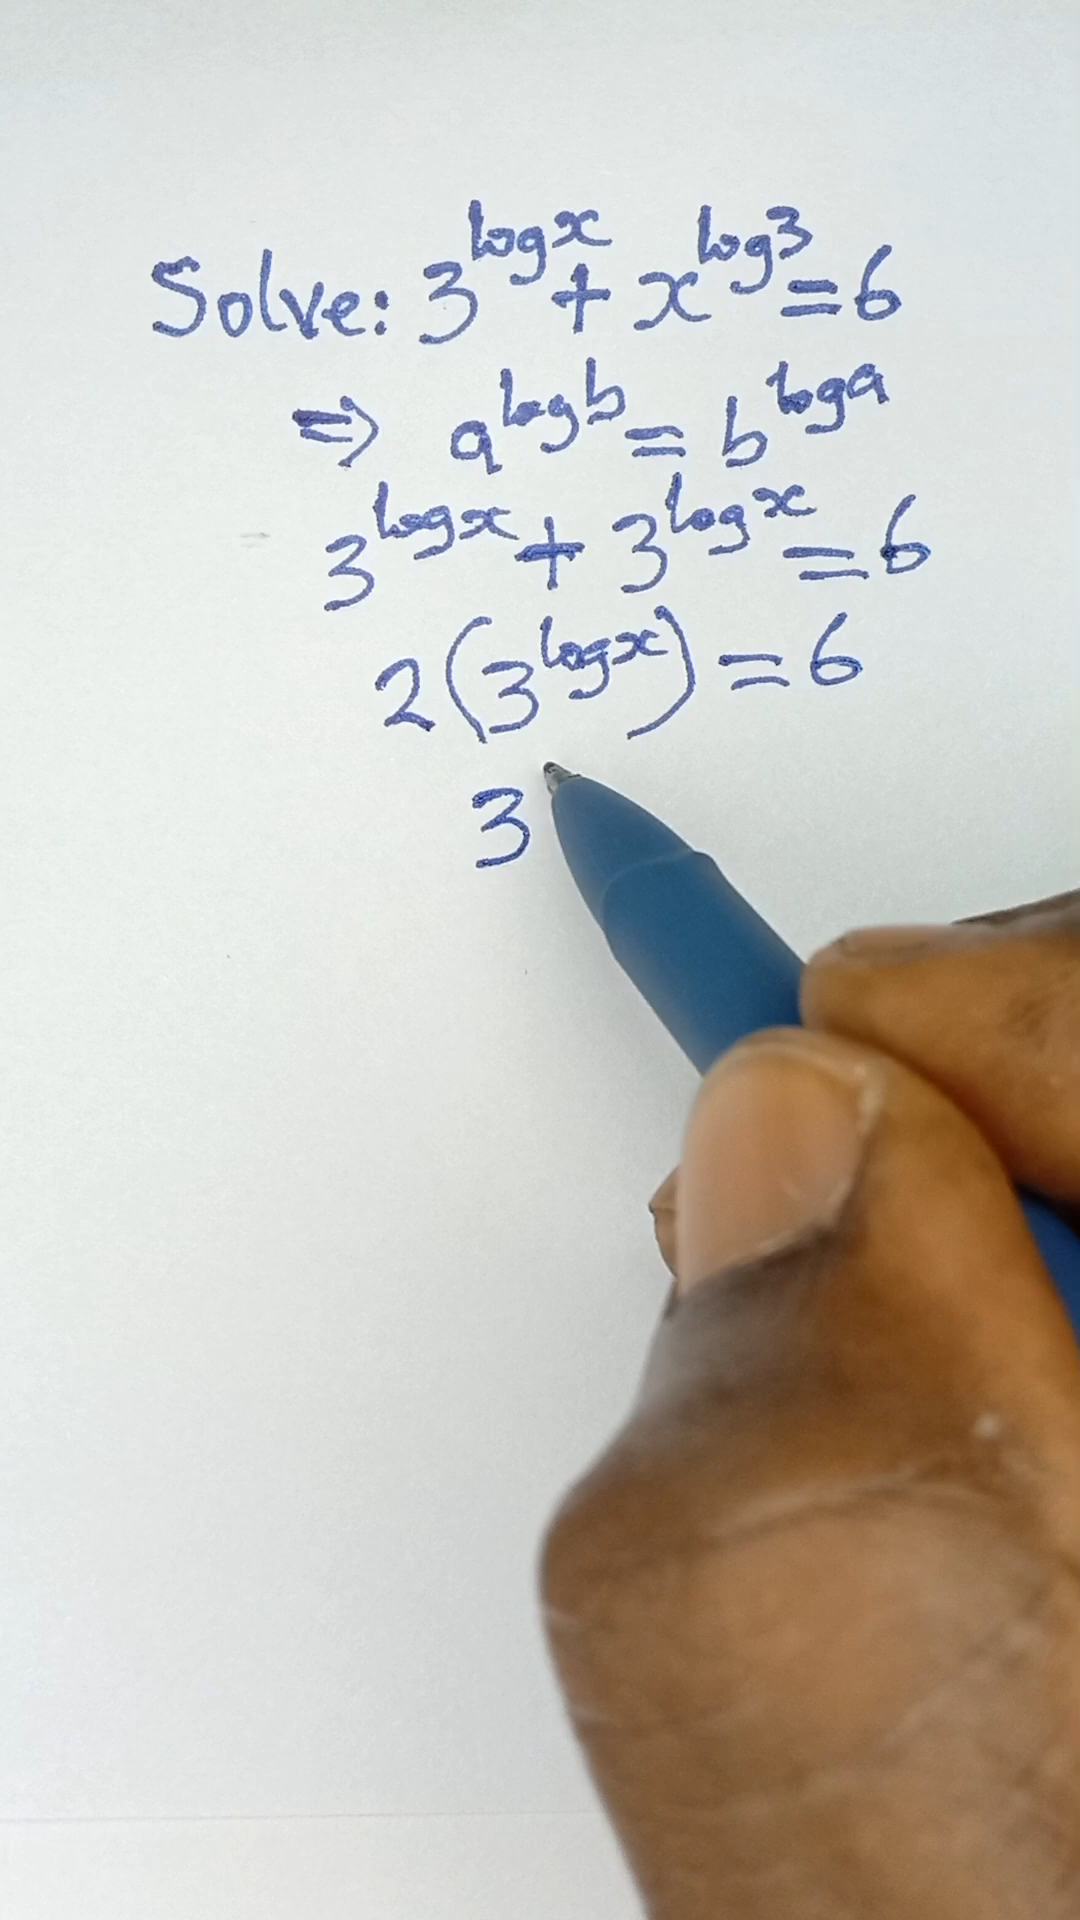 Solve: 3^{log x} + x^{log 3} = 6
⇒ a^{log b} = b^{log a}
3^{log x} + 3^{log x} = 6
2(3^{log x}) = 6
3